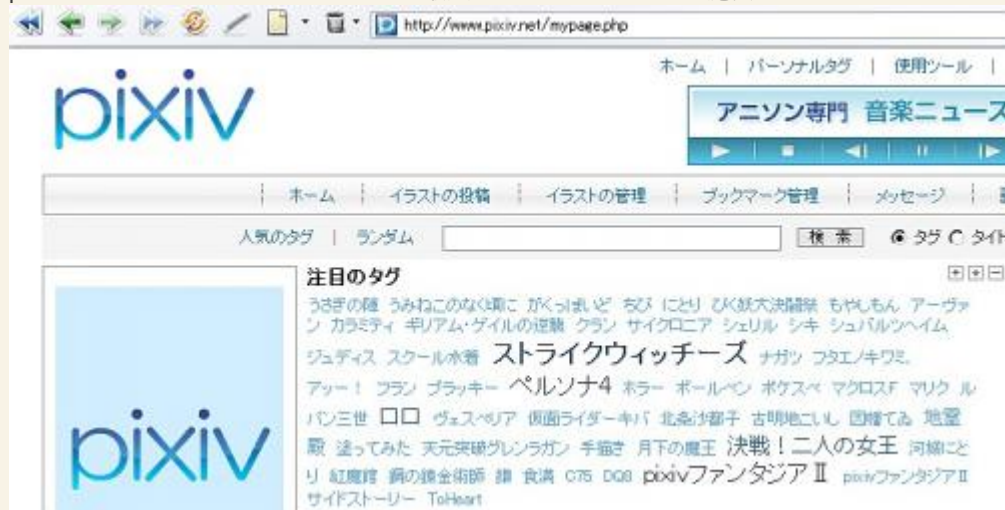 http://www.pixiv.net/mypage.php
ホーム | パーソナルタグ | 使用ツール |
pixiv
アニソン専門 音楽ニュース
ホーム イラストの投稿 イラストの管理 ブックマーク管理 メッセージ
人気のタグ | ランダム 検索 タグ タイト
注目のタグ
うさぎの陣 うみねこのなく頃に がくっぽいど ちび にとり ひく妖大決闘祭 もやしもん アーヴァ
ン カラミティ ギリアム・ゲイルの逆襲 クラン サイクロニア シェリル シキ シュバルツヘイム
ジュディス スクール水着 ストライクウィッチーズ ナガツ フタエノキワミ、
アッー! フラン ブラッキー ペルソナ4 ホラー ボールペン ポケスペ マクロスF マリク ル
パン三世 ロロ ヴェスペリア 仮面ライダーキバ 北条沙都子 古明地こいし 因幡てゐ 地霊
殿 塗ってみた 天元突破グレンラガン 手描き 月下の魔王 決戦!二人の女王 河城にと
り 紅魔館 鋼の錬金術師 食満 C75 DQ8 pixivファンタジアⅡ pixivファンタジアⅡ
サイドストーリー ToHeart
pixiv